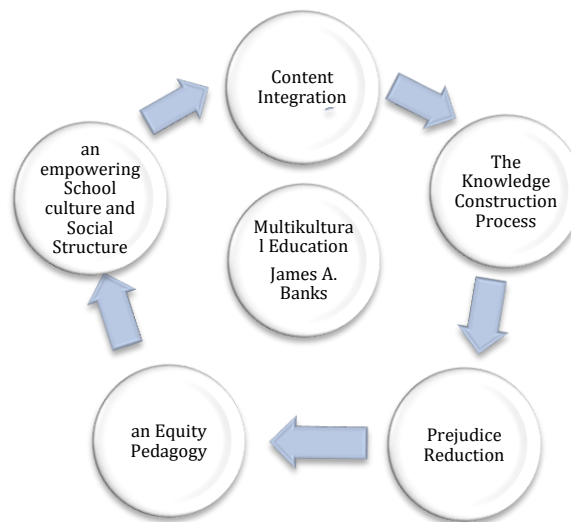 Content
Integration
The
Knowledge
Construction
Process
Prejudice
Reduction
an Equity
Pedagogy
an
empowering
School
culture and
Social
Structure
Multikultura
l Education
James A.
Banks